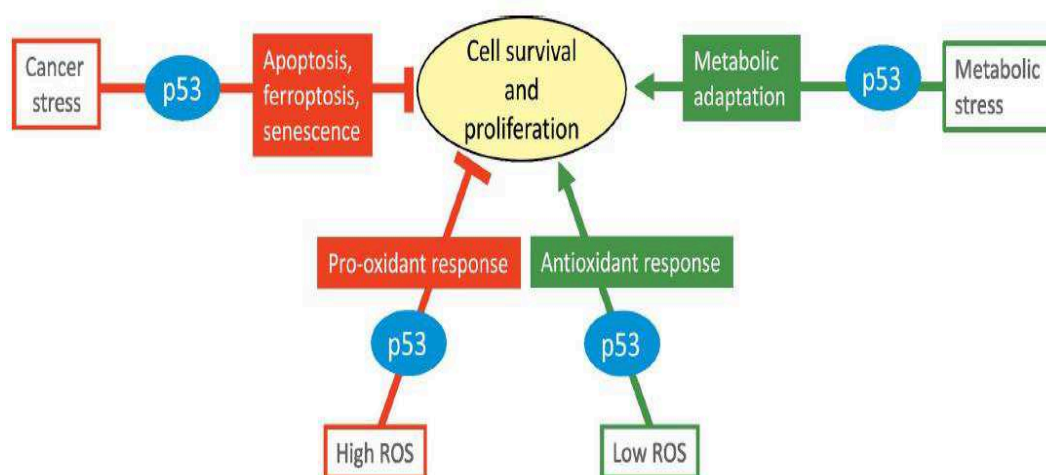 Cancer
stress
p53
Apoptosis,
ferroptosis,
senescence
Cell survival
and
proliferation
Metabolic
adaptation
p53
Metabolic
stress
Pro-oxidant response
Antioxidant response
p53
p53
High ROS
Low ROS